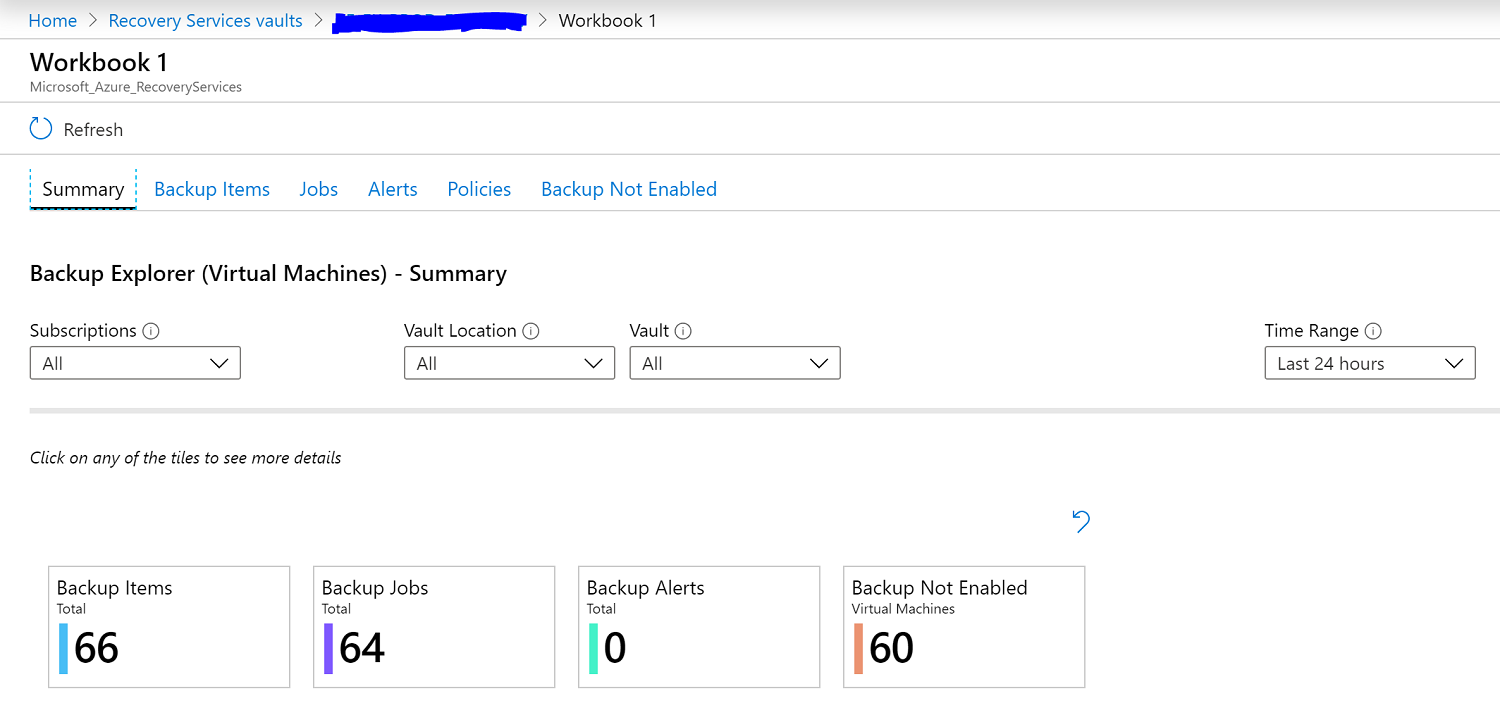 Home > Recovery Services vaults > > Workbook 1
Workbook 1
Microsoft_Azure_RecoveryServices
Refresh
Summary Backup Items Jobs Alerts Policies Backup Not Enabled
Backup Explorer (Virtual Machines) - Summary
Subscriptions Vault Location Vault Time Range
All All All Last 24 hours
Click on any of the tiles to see more details
Backup Items Backup Jobs Backup Alerts Backup Not Enabled
Total Total Total Virtual Machines
66 64 0 60